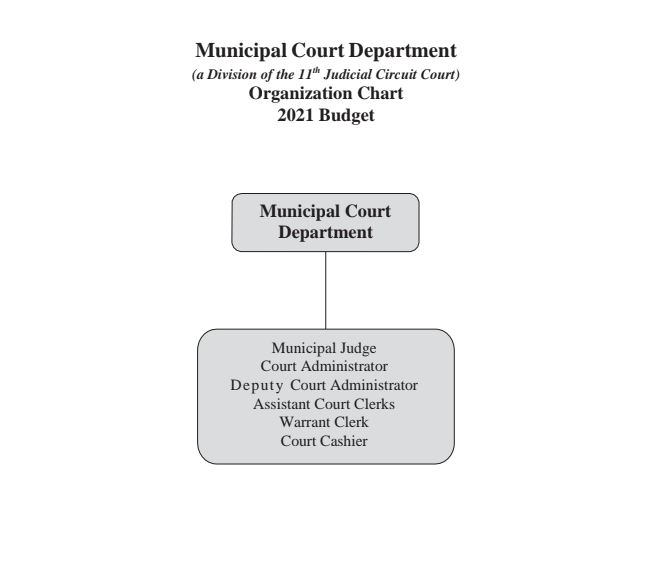 Municipal Court Department
(a Division of the 11th Judicial Circuit Court)
Organization Chart
2021 Budget
Municipal Court
Department
Municipal Judge
Court Administrator
Deputy Court Administrator
Assistant Court Clerks
Warrant Clerk
Court Cashier